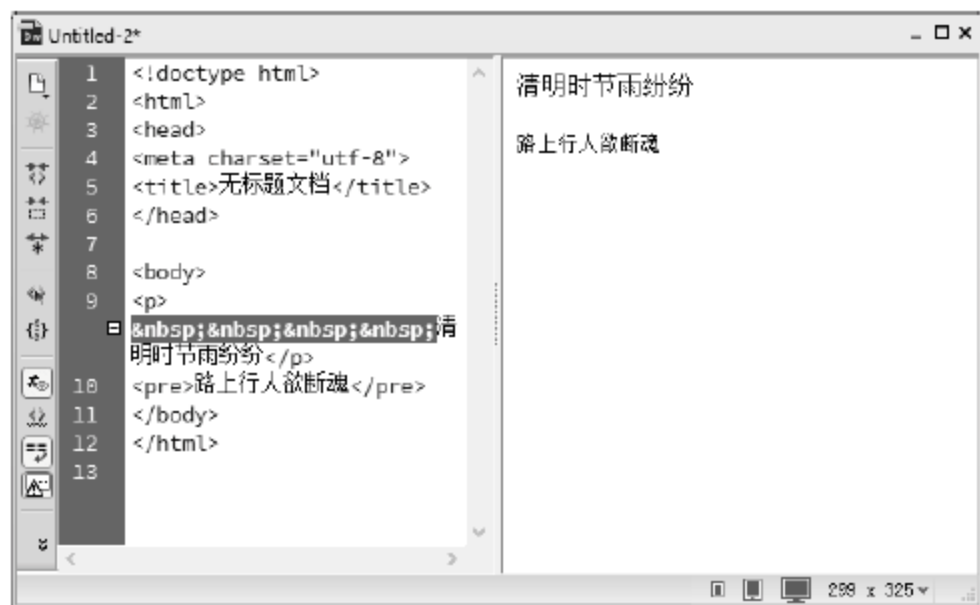 Untitled-2*
1 <!doctype html>
2 <html>
3 <head>
4 <meta charset="utf-8">
5 <title>无标题文档</title>
6 </head>
7
8 <body>
9 <p>
&nbsp;&nbsp;&nbsp;&nbsp;清
明时节雨纷纷</p>
10 <pre>路上行人欲断魂</pre>
11 </body>
12 </html>
13
清明时节雨纷纷
路上行人欲断魂
299 x 325